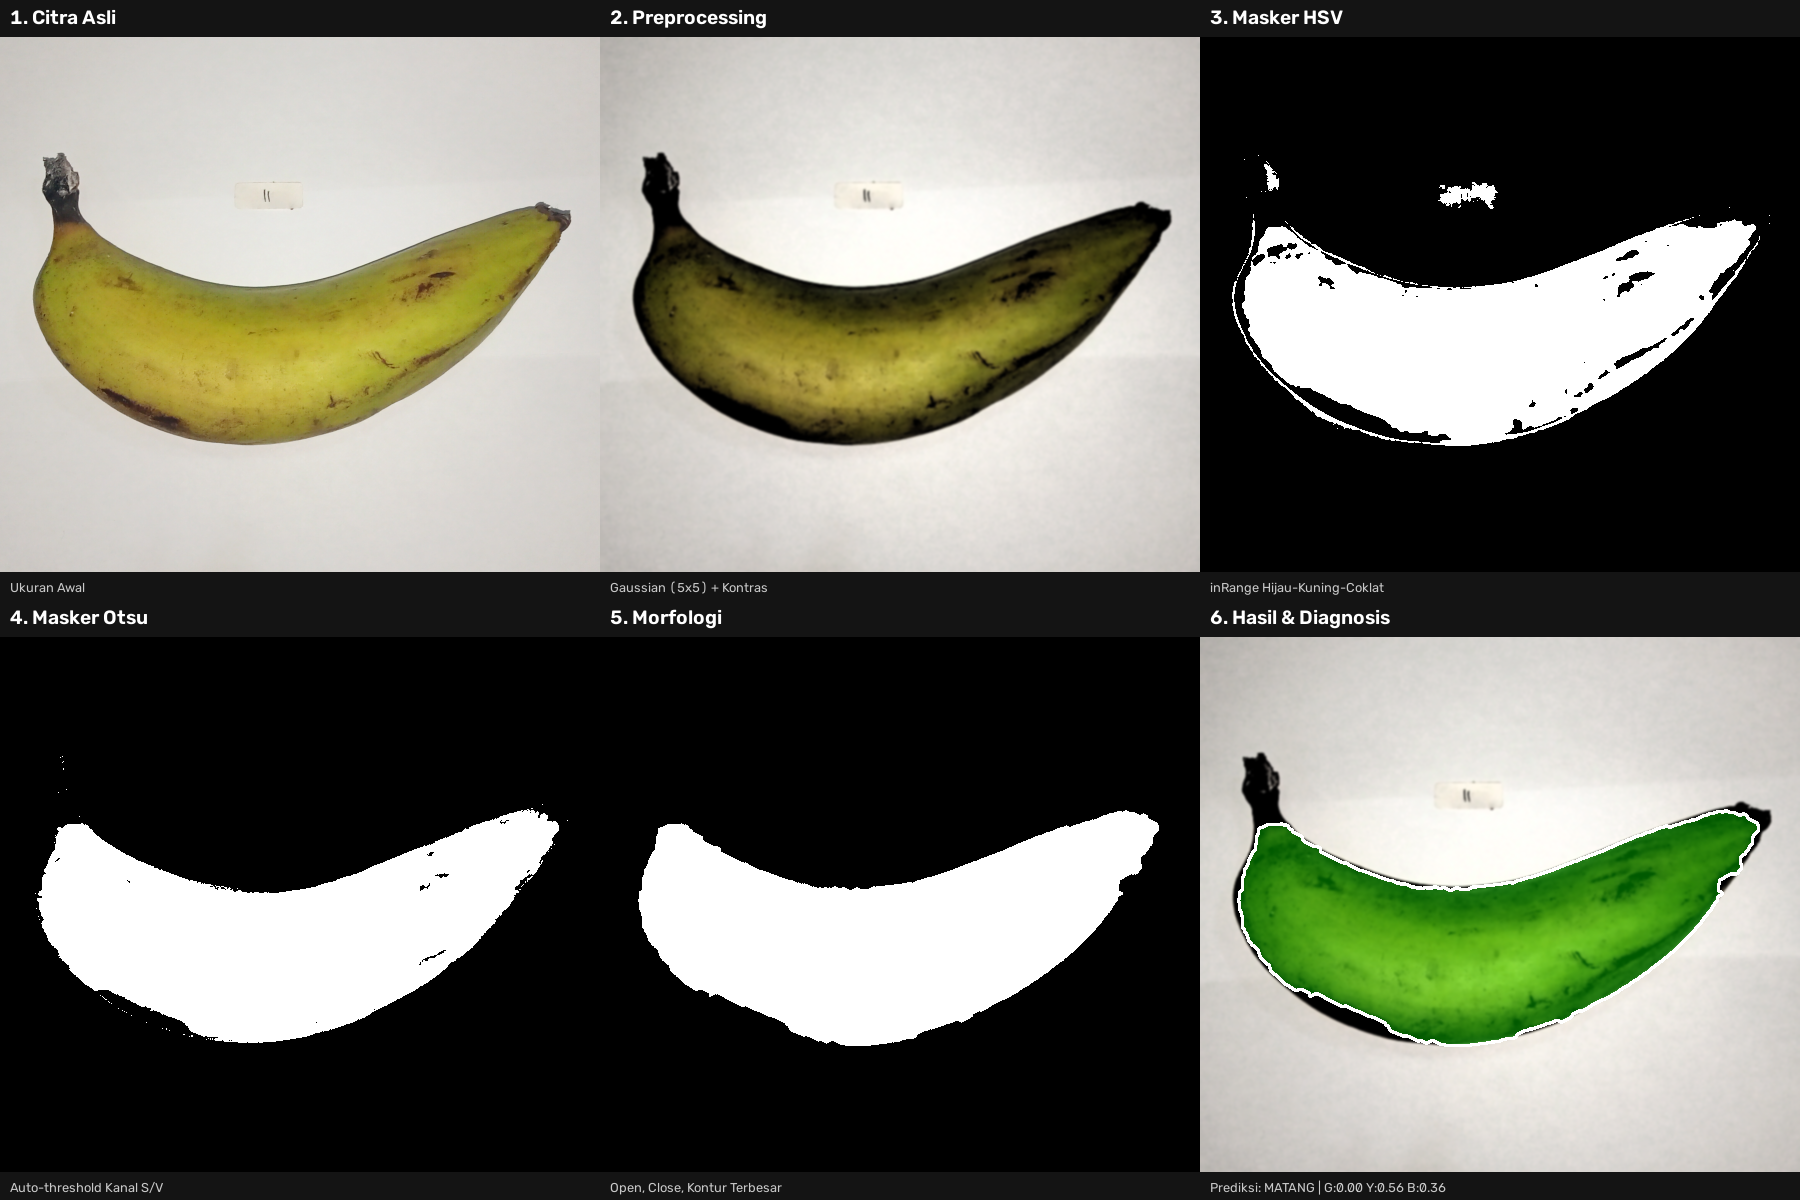 1. Citra Asli
2. Preprocessing
3. Masker HSV
11
Ukuran Awal
Gaussian (5x5) + Kontras
inRange Hijau-Kuning-Coklat
4. Masker Otsu
5. Morfologi
6. Hasil & Diagnosis
Auto-threshold Kanal S/V
Open, Close, Kontur Terbesar
Prediksi: MATANG | G:0.00 Y:0.56 B:0.36